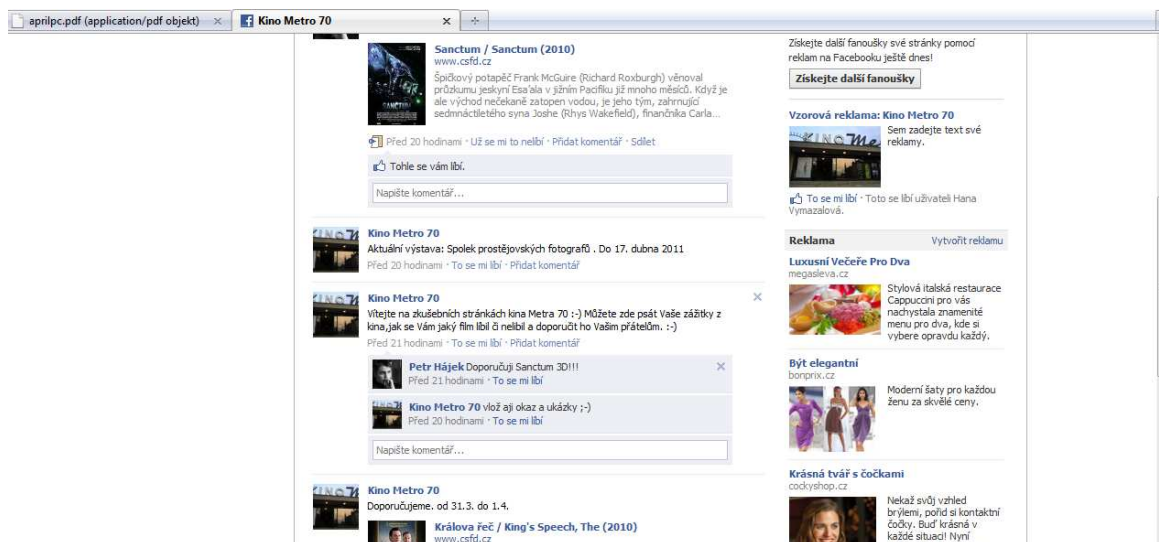 aprilpc.pdf (application/pdf objekt)
Kino Metro 70
Sanctum / Sanctum (2010)
www.csfd.cz
Špičkový potapěč Frank McGuire (Richard Roxburgh) věnoval
průzkumu jeskyní Esa'ala v jižním Pacifiku již mnoho měsíců. Když je
ale východ nečekaně zatopen vodou, je jeho tým, zahrnující
sedmnáctiletého syna Joshe (Rhys Wakefield), finančníka Carla...
Před 20 hodinami · Už se mi to nelíbí · Přidat komentář · Sdílet
Tohle se vám líbí.
Napište komentář...
Kino Metro 70
Aktuální výstava: Spolek prostějovských fotografů . Do 17. dubna 2011
Před 20 hodinami · To se mi líbí · Přidat komentář
Kino Metro 70
Vítejte na zkušebních stránkách kina Metra 70 :-) Můžete zde psát Vaše zážitky z
kina,jak se Vám jaký film líbil či nelíbil a doporučit ho Vašim přátelům. :-)
Před 21 hodinami · To se mi líbí · Přidat komentář
Petr Hájek Doporučuji Sanctum 3D!!!
Před 21 hodinami · To se mi líbí
Kino Metro 70 vlož aji okaz a ukázky ;-)
Před 20 hodinami · To se mi líbí
Napište komentář...
Kino Metro 70
Doporučujeme. od 31.3. do 1.4.
Králova řeč / King's Speech, The (2010)
www.csfd.cz
Získejte další fanoušky své stránky pomocí
reklam na Facebooku ještě dnes!
Získejte další fanoušky
Vzorová reklama: Kino Metro 70
Sem zadejte text své
reklamy.
To se mi líbí · Toto se líbí uživateli Hana
Vymazalová.
Reklama
Vytvořit reklamu
Luxusní Večeře Pro Dva
megasleva.cz
Stylová italská restaurace
Cappuccini pro vás
nachystala znamenité
menu pro dva, kde si
vybere opravdu každý.
Být elegantní
bonprix.cz
Moderní šaty pro každou
ženu za skvělé ceny.
Krásná tvář s čočkami
cockyshop.cz
Nekaž svůj vzhled
brýlemi, pořiď si kontaktní
čočky. Buď krásná v
každé situaci! Nyní